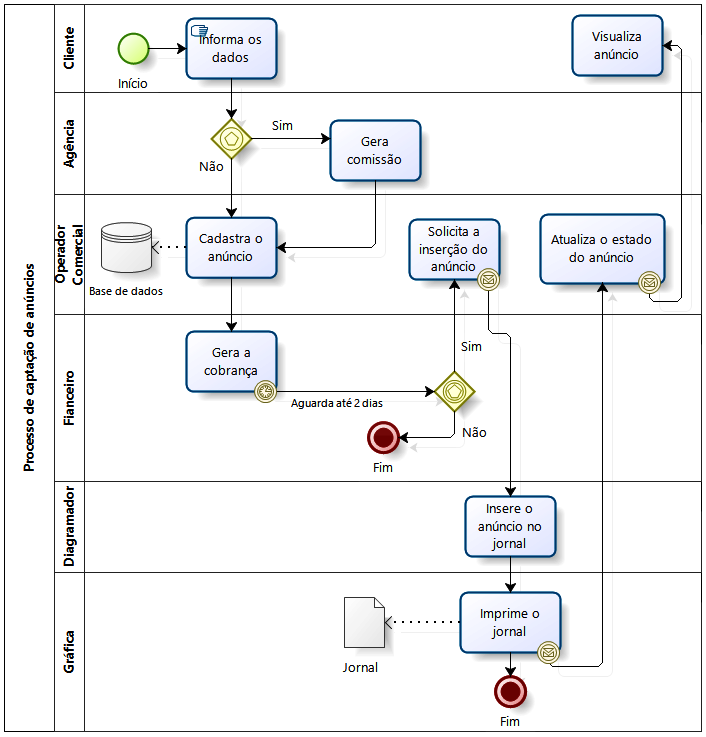 Processo de captação de anúncios
Cliente
Início
Informa os
dados
Visualiza
anúncio
Agência
Sim
Não
Gera
comissão
Operador
Comercial
Base de dados
Cadastra o
anúncio
Solicita a
inserção do
anúncio
Atualiza o estado
do anúncio
Fianceiro
Gera a
cobrança
Aguarda até 2 dias
Sim
Não
Fim
Diagramador
Insere o
anúncio no
jornal
Gráfica
Jornal
Imprime o
jornal
Fim